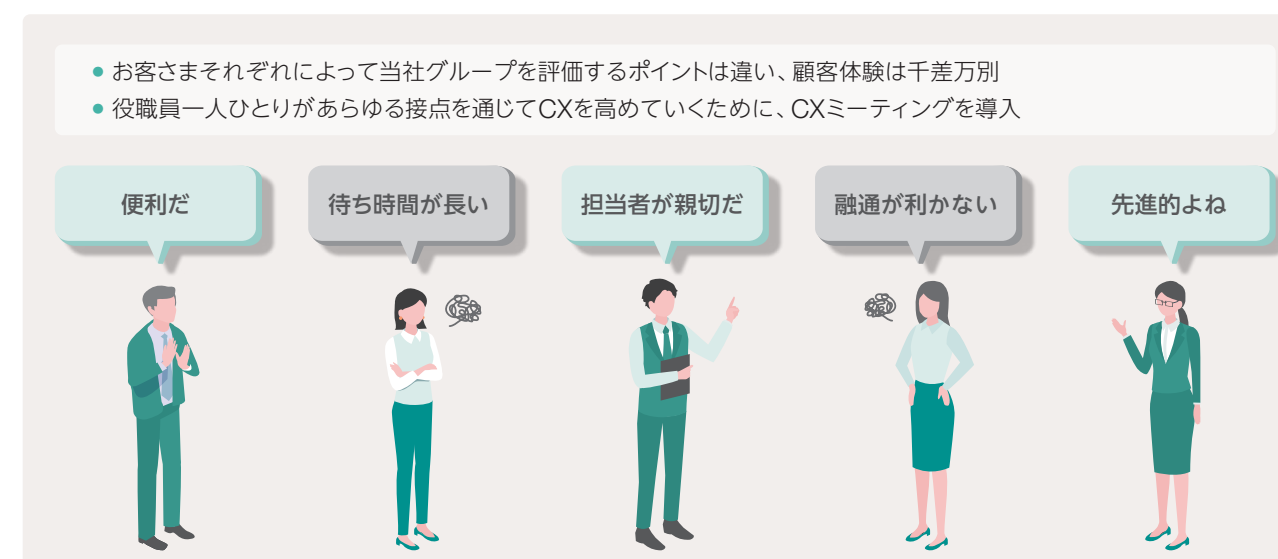 ● お客さまそれぞれによって当社グループを評価するポイントは違い、顧客体験は千差万別
● 役職員一人ひとりがあらゆる接点を通じてCXを高めていくために、CXミーティングを導入
便利だ
待ち時間が長い
担当者が親切だ
融通が利かない
先進的よね